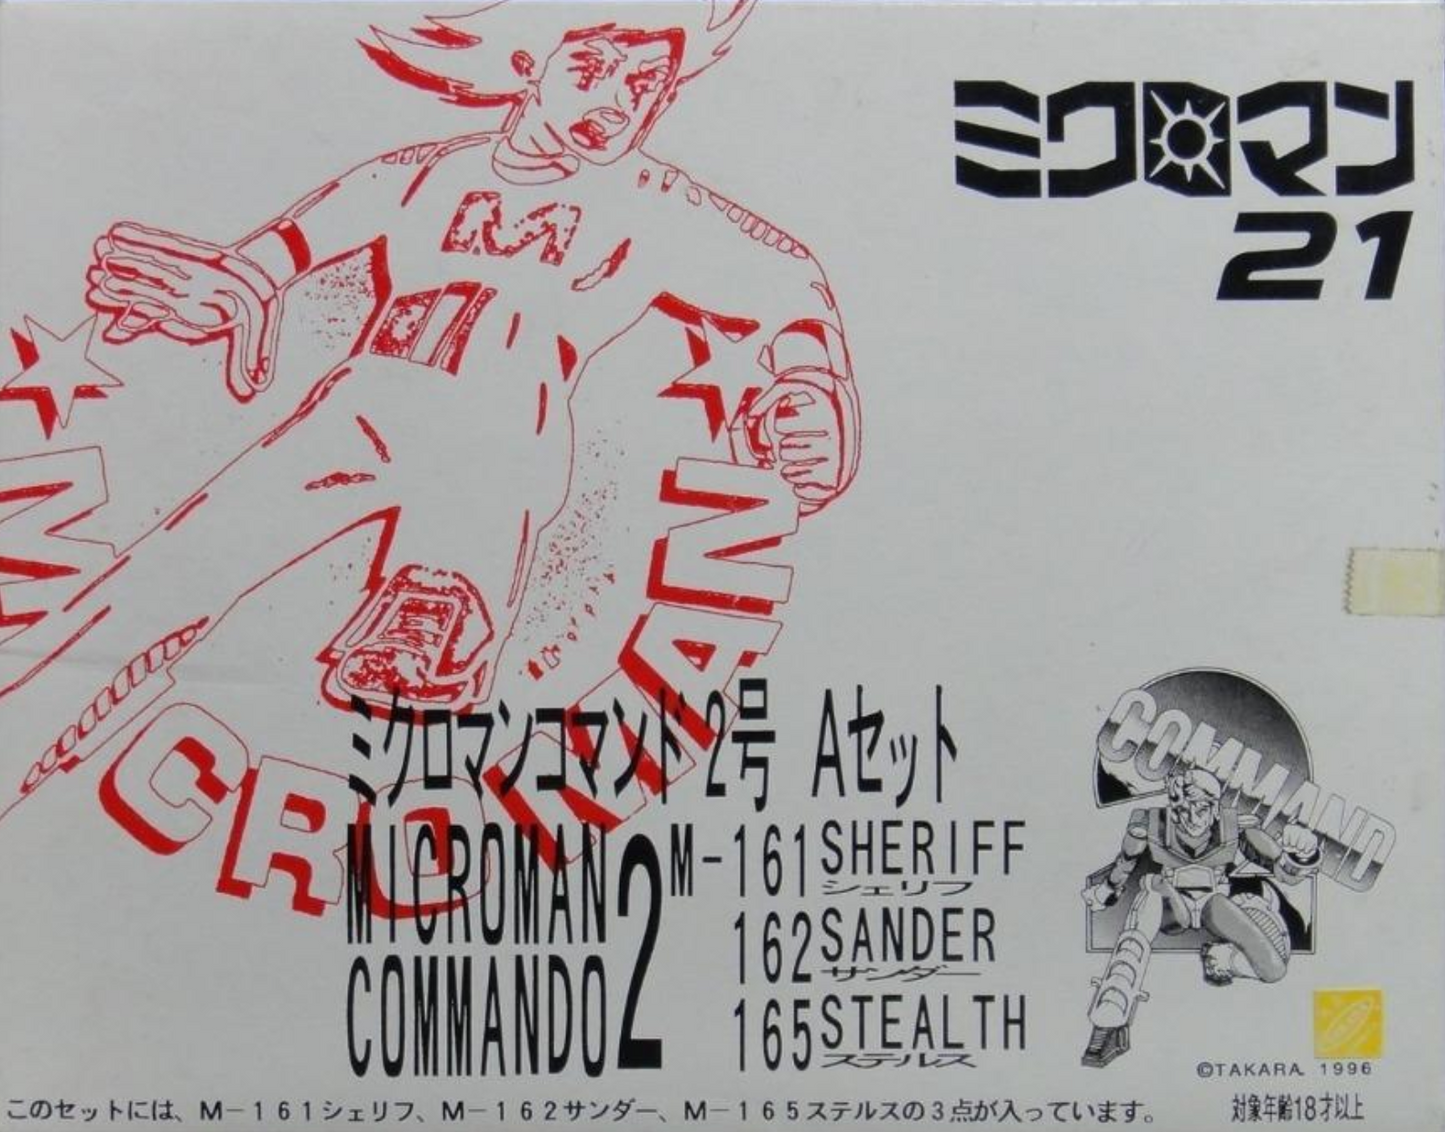 ミクロマン
21
MICROMAN
ミクロマンコマンド2号 Aセット
MICROMAN
COMMANDO 2
M-161 SHERIFF
シェリフ
162 SANDER
サンダー
165 STEALTH
ステルス
COMMAND
©TAKARA 1996
このセットには、M－１６１シェリフ、M－１６２サンダー、M－１６５ステルスの３点が入っています。
対象年齢18才以上